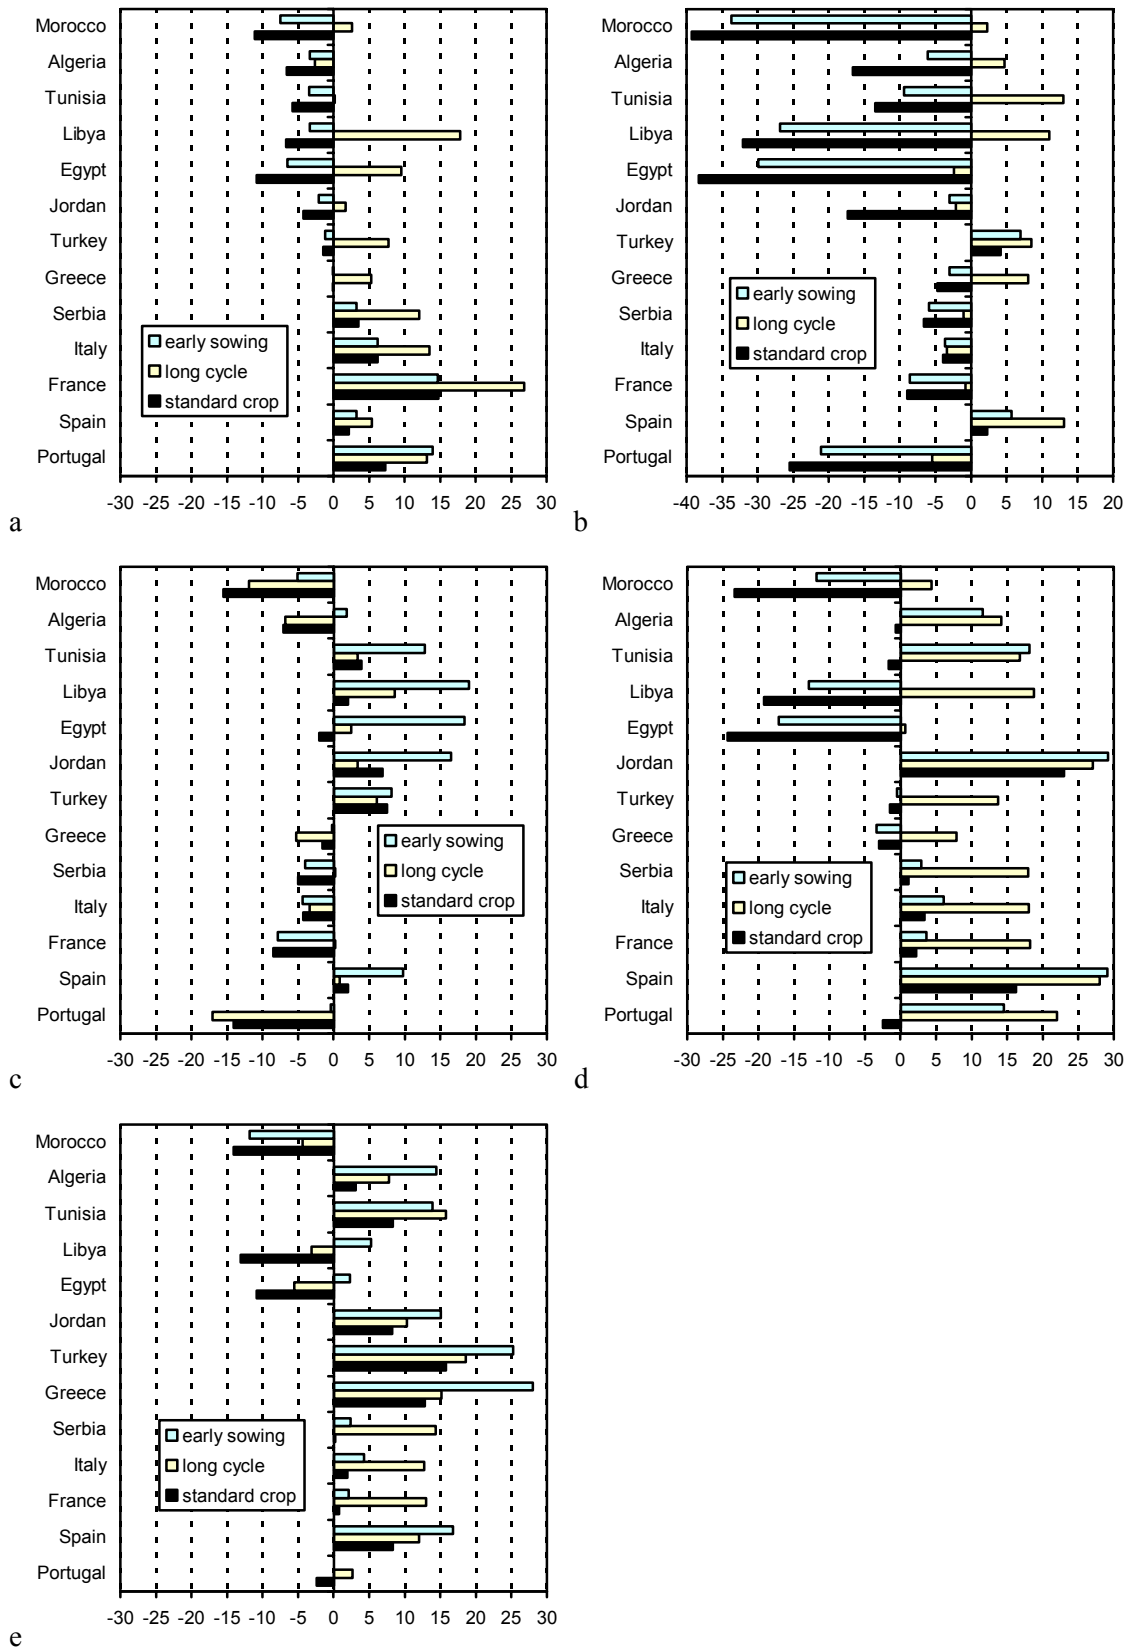 Morocco
Algeria
Tunisia
Libya
Egypt
Jordan
Turkey
Greece
Serbia
Italy
France
Spain
Portugal
early sowing
long cycle
standard crop
-30 -25 -20 -15 -10 -5 0 5 10 15 20 25 30
a
Morocco
Algeria
Tunisia
Libya
Egypt
Jordan
Turkey
Greece
Serbia
Italy
France
Spain
Portugal
early sowing
long cycle
standard crop
-40 -35 -30 -25 -20 -15 -10 -5 0 5 10 15 20
b
Morocco
Algeria
Tunisia
Libya
Egypt
Jordan
Turkey
Greece
Serbia
Italy
France
Spain
Portugal
early sowing
long cycle
standard crop
-30 -25 -20 -15 -10 -5 0 5 10 15 20 25 30
c
Morocco
Algeria
Tunisia
Libya
Egypt
Jordan
Turkey
Greece
Serbia
Italy
France
Spain
Portugal
early sowing
long cycle
standard crop
-30 -25 -20 -15 -10 -5 0 5 10 15 20 25 30
d
Morocco
Algeria
Tunisia
Libya
Egypt
Jordan
Turkey
Greece
Serbia
Italy
France
Spain
Portugal
early sowing
long cycle
standard crop
-30 -25 -20 -15 -10 -5 0 5 10 15 20 25 30
e